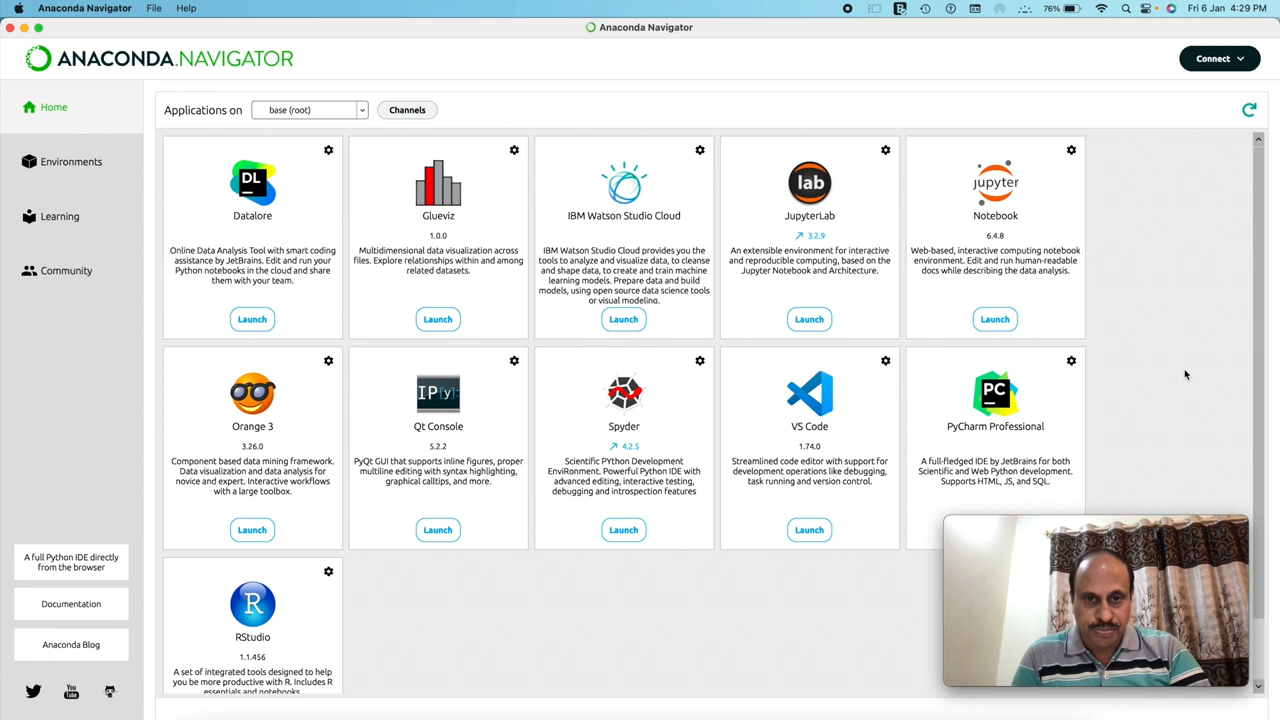 Anaconda Navigator File Help 76% Fri 6 Jan 4:29 PM
Anaconda Navigator
ANACONDA.NAVIGATOR
Connect
Home
Environments
Learning
Community
A full Python IDE directly
from the browser
Documentation
Anaconda Blog
Applications on base (root) Channels
DL
Datalore
Online Data Analysis Tool with smart coding
assistance by JetBrains. Edit and run your
Python notebooks in the cloud and share
them with your team.
Launch
Glueviz
1.0.0
Multidimensional data visualization across
files. Explore relationships within and among
related datasets.
Launch
IBM Watson Studio Cloud
IBM Watson Studio Cloud provides you the
tools to analyze and visualize data, to cleanse
and shape data, to create and train machine
learning models. Prepare data and build
models, using open source data science tools
or visual modeling.
Launch
lab
JupyterLab
3.2.9
An extensible environment for interactive
and reproducible computing, based on the
Jupyter Notebook and Architecture.
Launch
jupyter
Notebook
6.4.8
Web-based, interactive computing notebook
environment. Edit and run human-readable
docs while describing the data analysis.
Launch
Orange 3
3.26.0
Component based data mining framework.
Data visualization and data analysis for
novice and expert. Interactive workflows
with a large toolbox.
Launch
IP[y]:
Qt Console
5.2.2
PyQt GUI that supports inline figures, proper
multiline editing with syntax highlighting,
graphical calltips, and more.
Launch
Spyder
4.2.5
Scientific PYthon Development
EnviRonment. Powerful Python IDE with
advanced editing, interactive testing,
debugging and introspection features
Launch
VS Code
1.74.0
Streamlined code editor with support for
development operations like debugging,
task running and version control.
Launch
PC
PyCharm Professional
A full-fledged IDE by JetBrains for both
Scientific and Web Python development.
Supports HTML, JS, and SQL.
R
RStudio
1.1.456
A set of integrated tools designed to help
you be more productive with R. Includes R
essentials and notebooks.